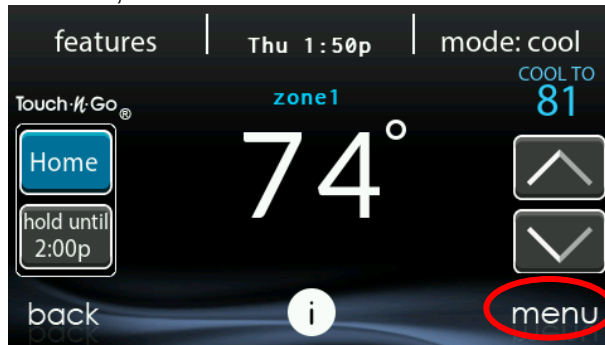 features Thu 1:50p mode: cool
COOL TO
Touch·N·Go® zone1 81
74°
Home
hold until
2:00p
back i menu